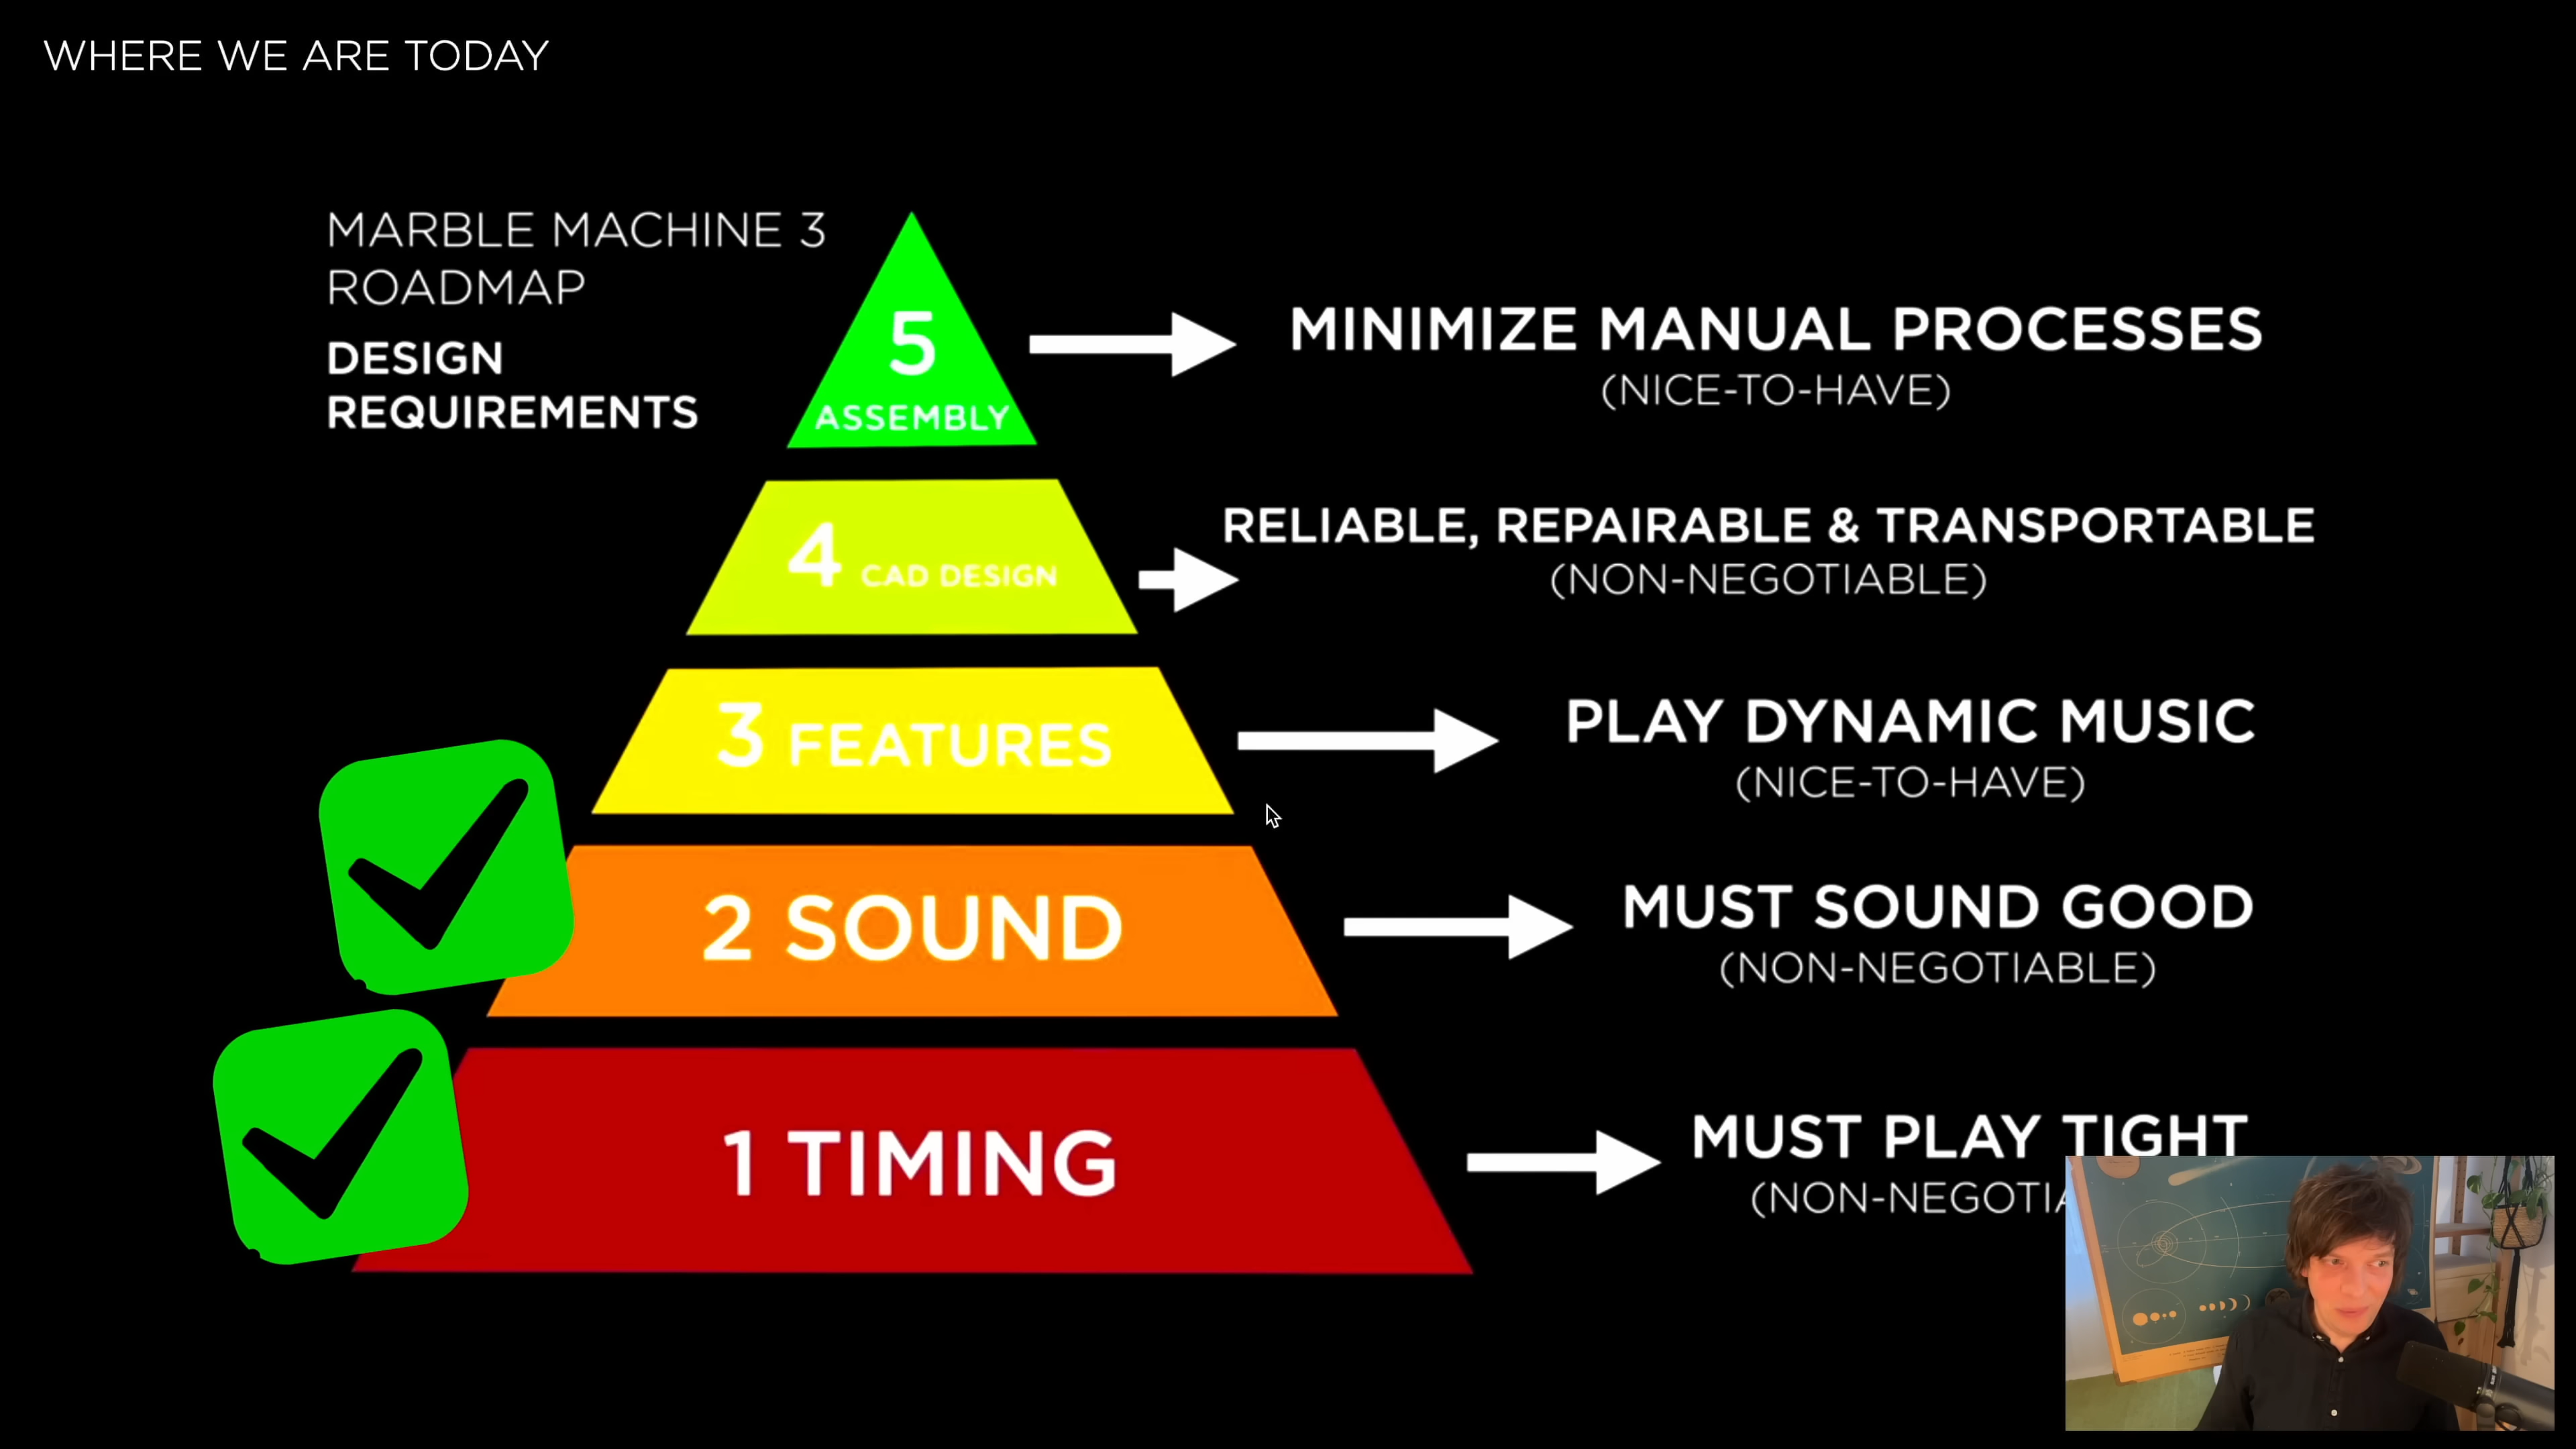 WHERE WE ARE TODAY
MARBLE MACHINE 3
ROADMAP
DESIGN
REQUIREMENTS
5
ASSEMBLY
MINIMIZE MANUAL PROCESSES
(NICE-TO-HAVE)
4 CAD DESIGN
RELIABLE, REPAIRABLE & TRANSPORTABLE
(NON-NEGOTIABLE)
3 FEATURES
PLAY DYNAMIC MUSIC
(NICE-TO-HAVE)
2 SOUND
MUST SOUND GOOD
(NON-NEGOTIABLE)
1 TIMING
MUST PLAY TIGHT